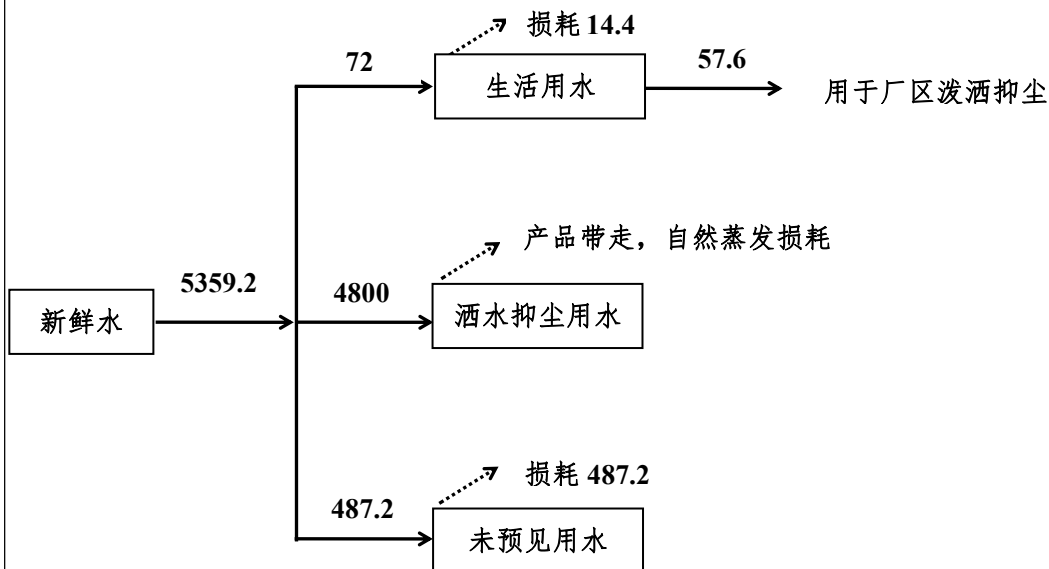 损耗 14.4
72
57.6
生活用水
用于厂区泼洒抑尘
产品带走，自然蒸发损耗
5359.2
4800
新鲜水
洒水抑尘用水
损耗 487.2
487.2
未预见用水